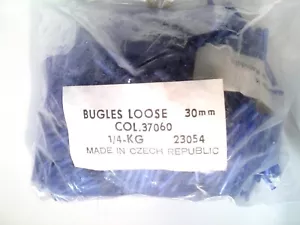 BUGLES LOOSE 30mm
COL.37060
1/4-KG 23054
MADE IN CZECH REPUBLIC